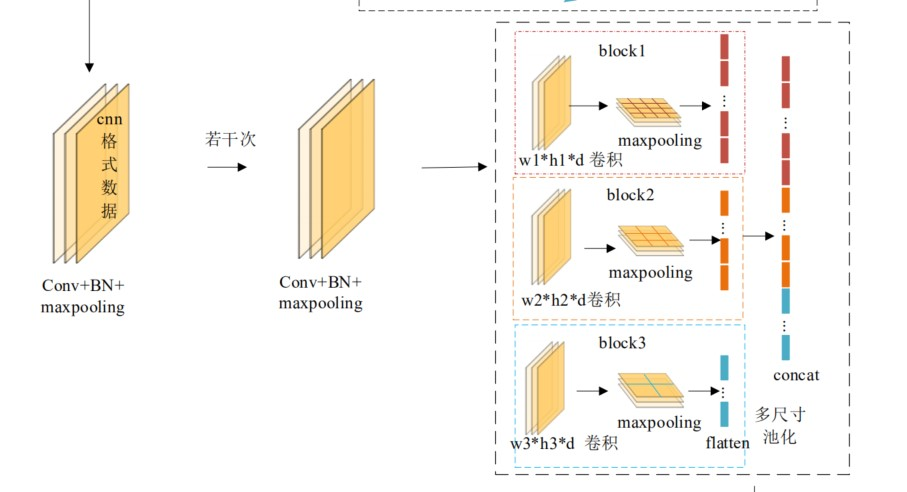 cnn
格
式
数
据
Conv+BN+
maxpooling
若干次
Conv+BN+
maxpooling
block1
maxpooling
w1*h1*d 卷积
block2
maxpooling
w2*h2*d卷积
block3
maxpooling
w3*h3*d 卷积
flatten
concat
多尺寸
池化